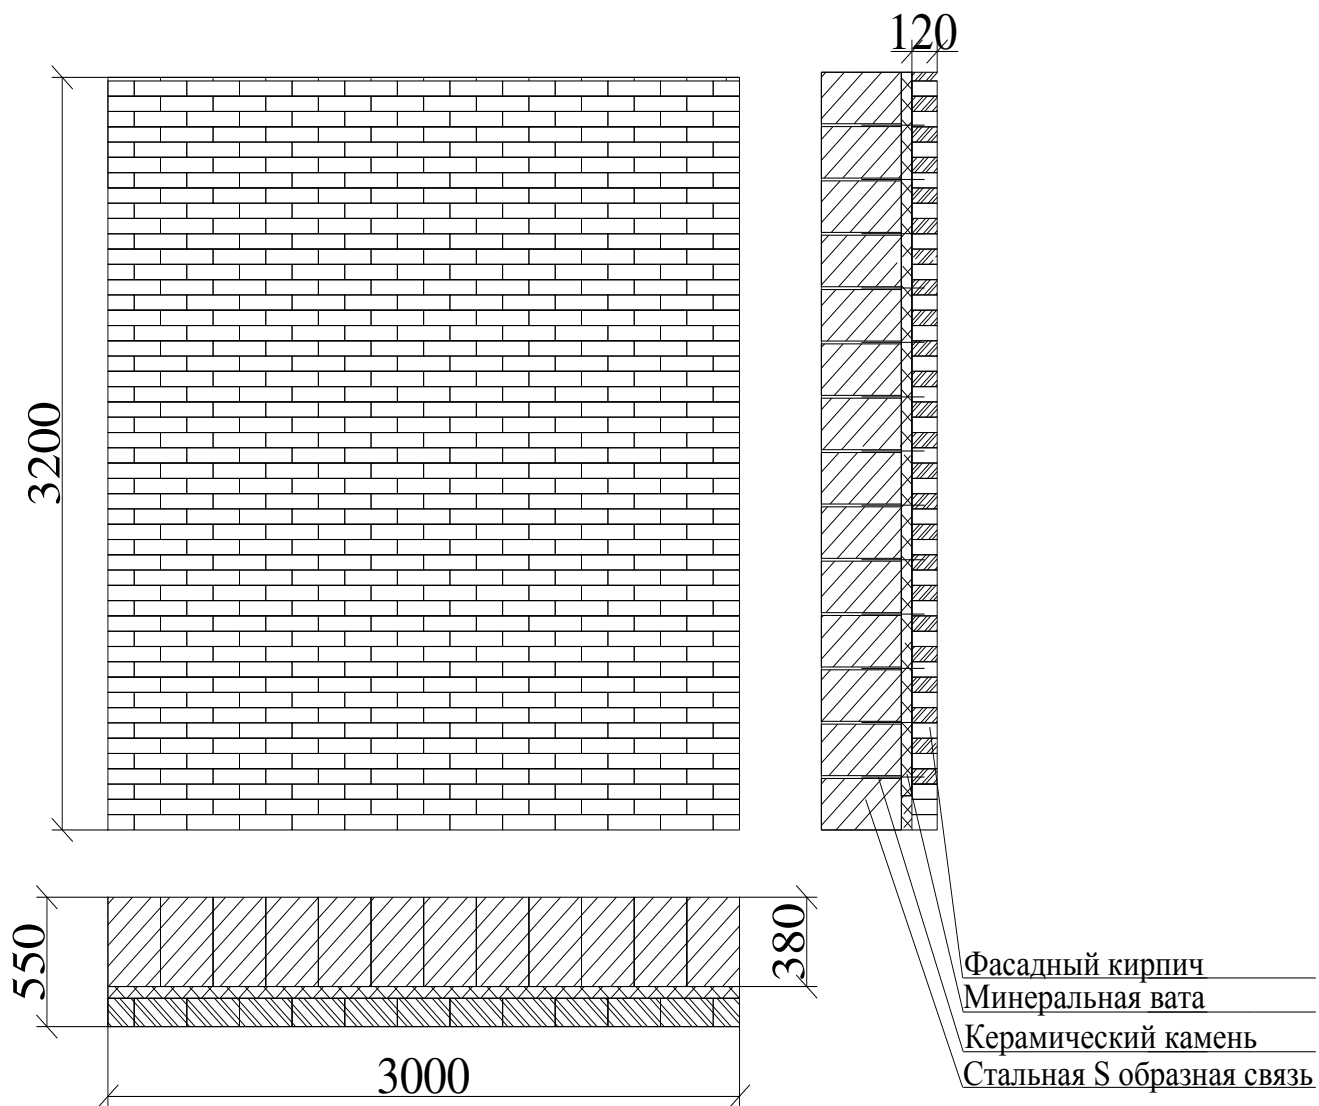 120
3200
550
380
3000
Фасадный кирпич
Минеральная вата
Керамический камень
Стальная S образная связь